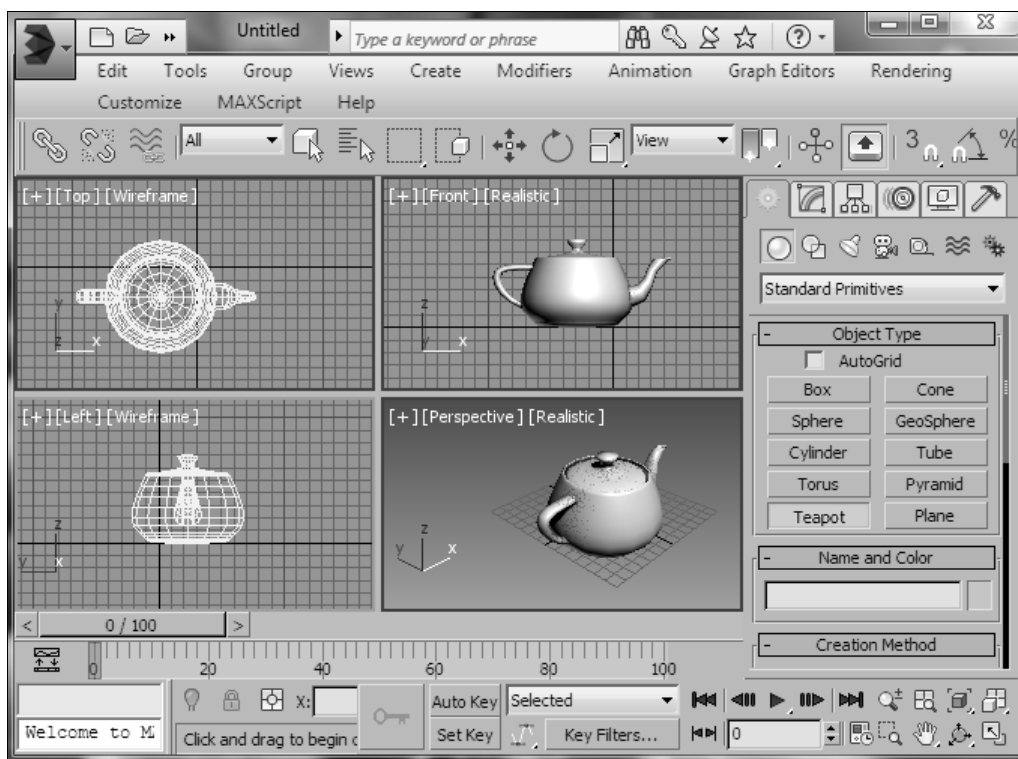 Untitled
Type a keyword or phrase
Edit Tools Group Views Create Modifiers Animation Graph Editors Rendering
Customize MAXScript Help
All
View
3
%
[+][Top][Wireframe]
[+][Front][Realistic]
y
z x
z
y x
Standard Primitives
- Object Type
AutoGrid
Box Cone
Sphere GeoSphere
Cylinder Tube
Torus Pyramid
Teapot Plane
[+][Left][Wireframe]
[+][Perspective][Realistic]
z
y x
z
y x
- Name and Color
- Creation Method
< 0 / 100 >
0 20 40 60 80 100
X:
Auto Key Selected
Welcome to M
Click and drag to begin
Set Key Key Filters...
0